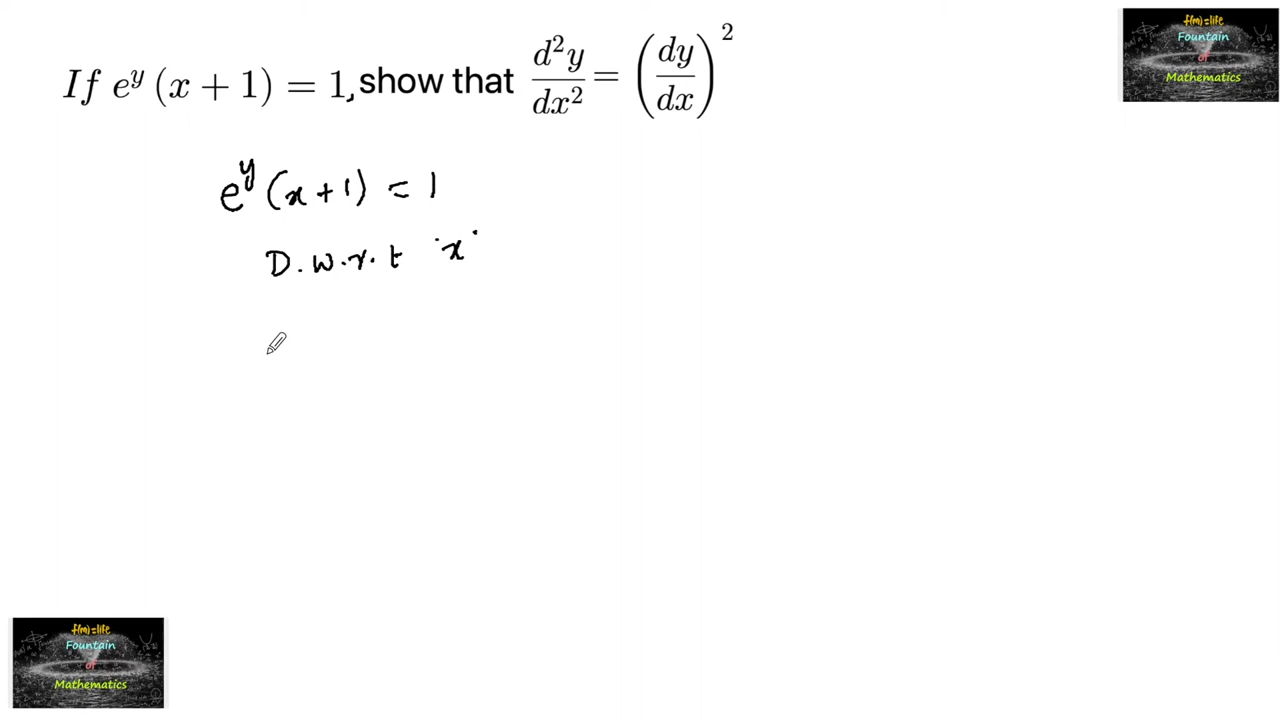 If e^y (x + 1) = 1, show that d²y/dx² = (dy/dx)²
f(m)=life
Fountain
of
Mathematics
e^y (x + 1) = 1
D.w.r.t 'x'
f(m)=life
Fountain
of
Mathematics